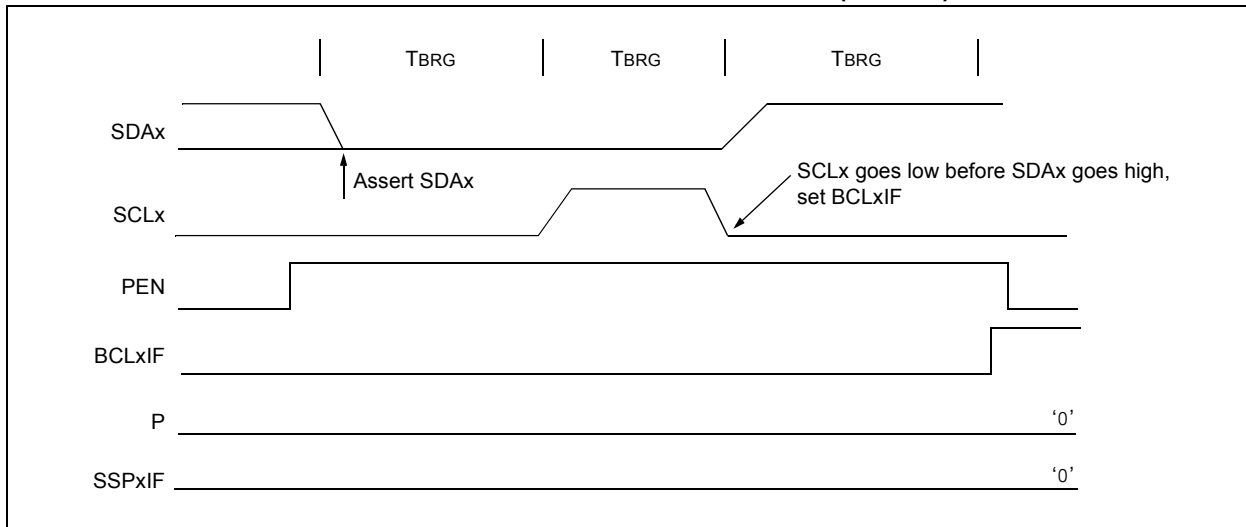 TBRG TBRG TBRG
SDAx
Assert SDAx
SCLx goes low before SDAx goes high,
set BCLxIF
SCLx
PEN
BCLxIF
P
‘0’
SSPxIF
‘0’